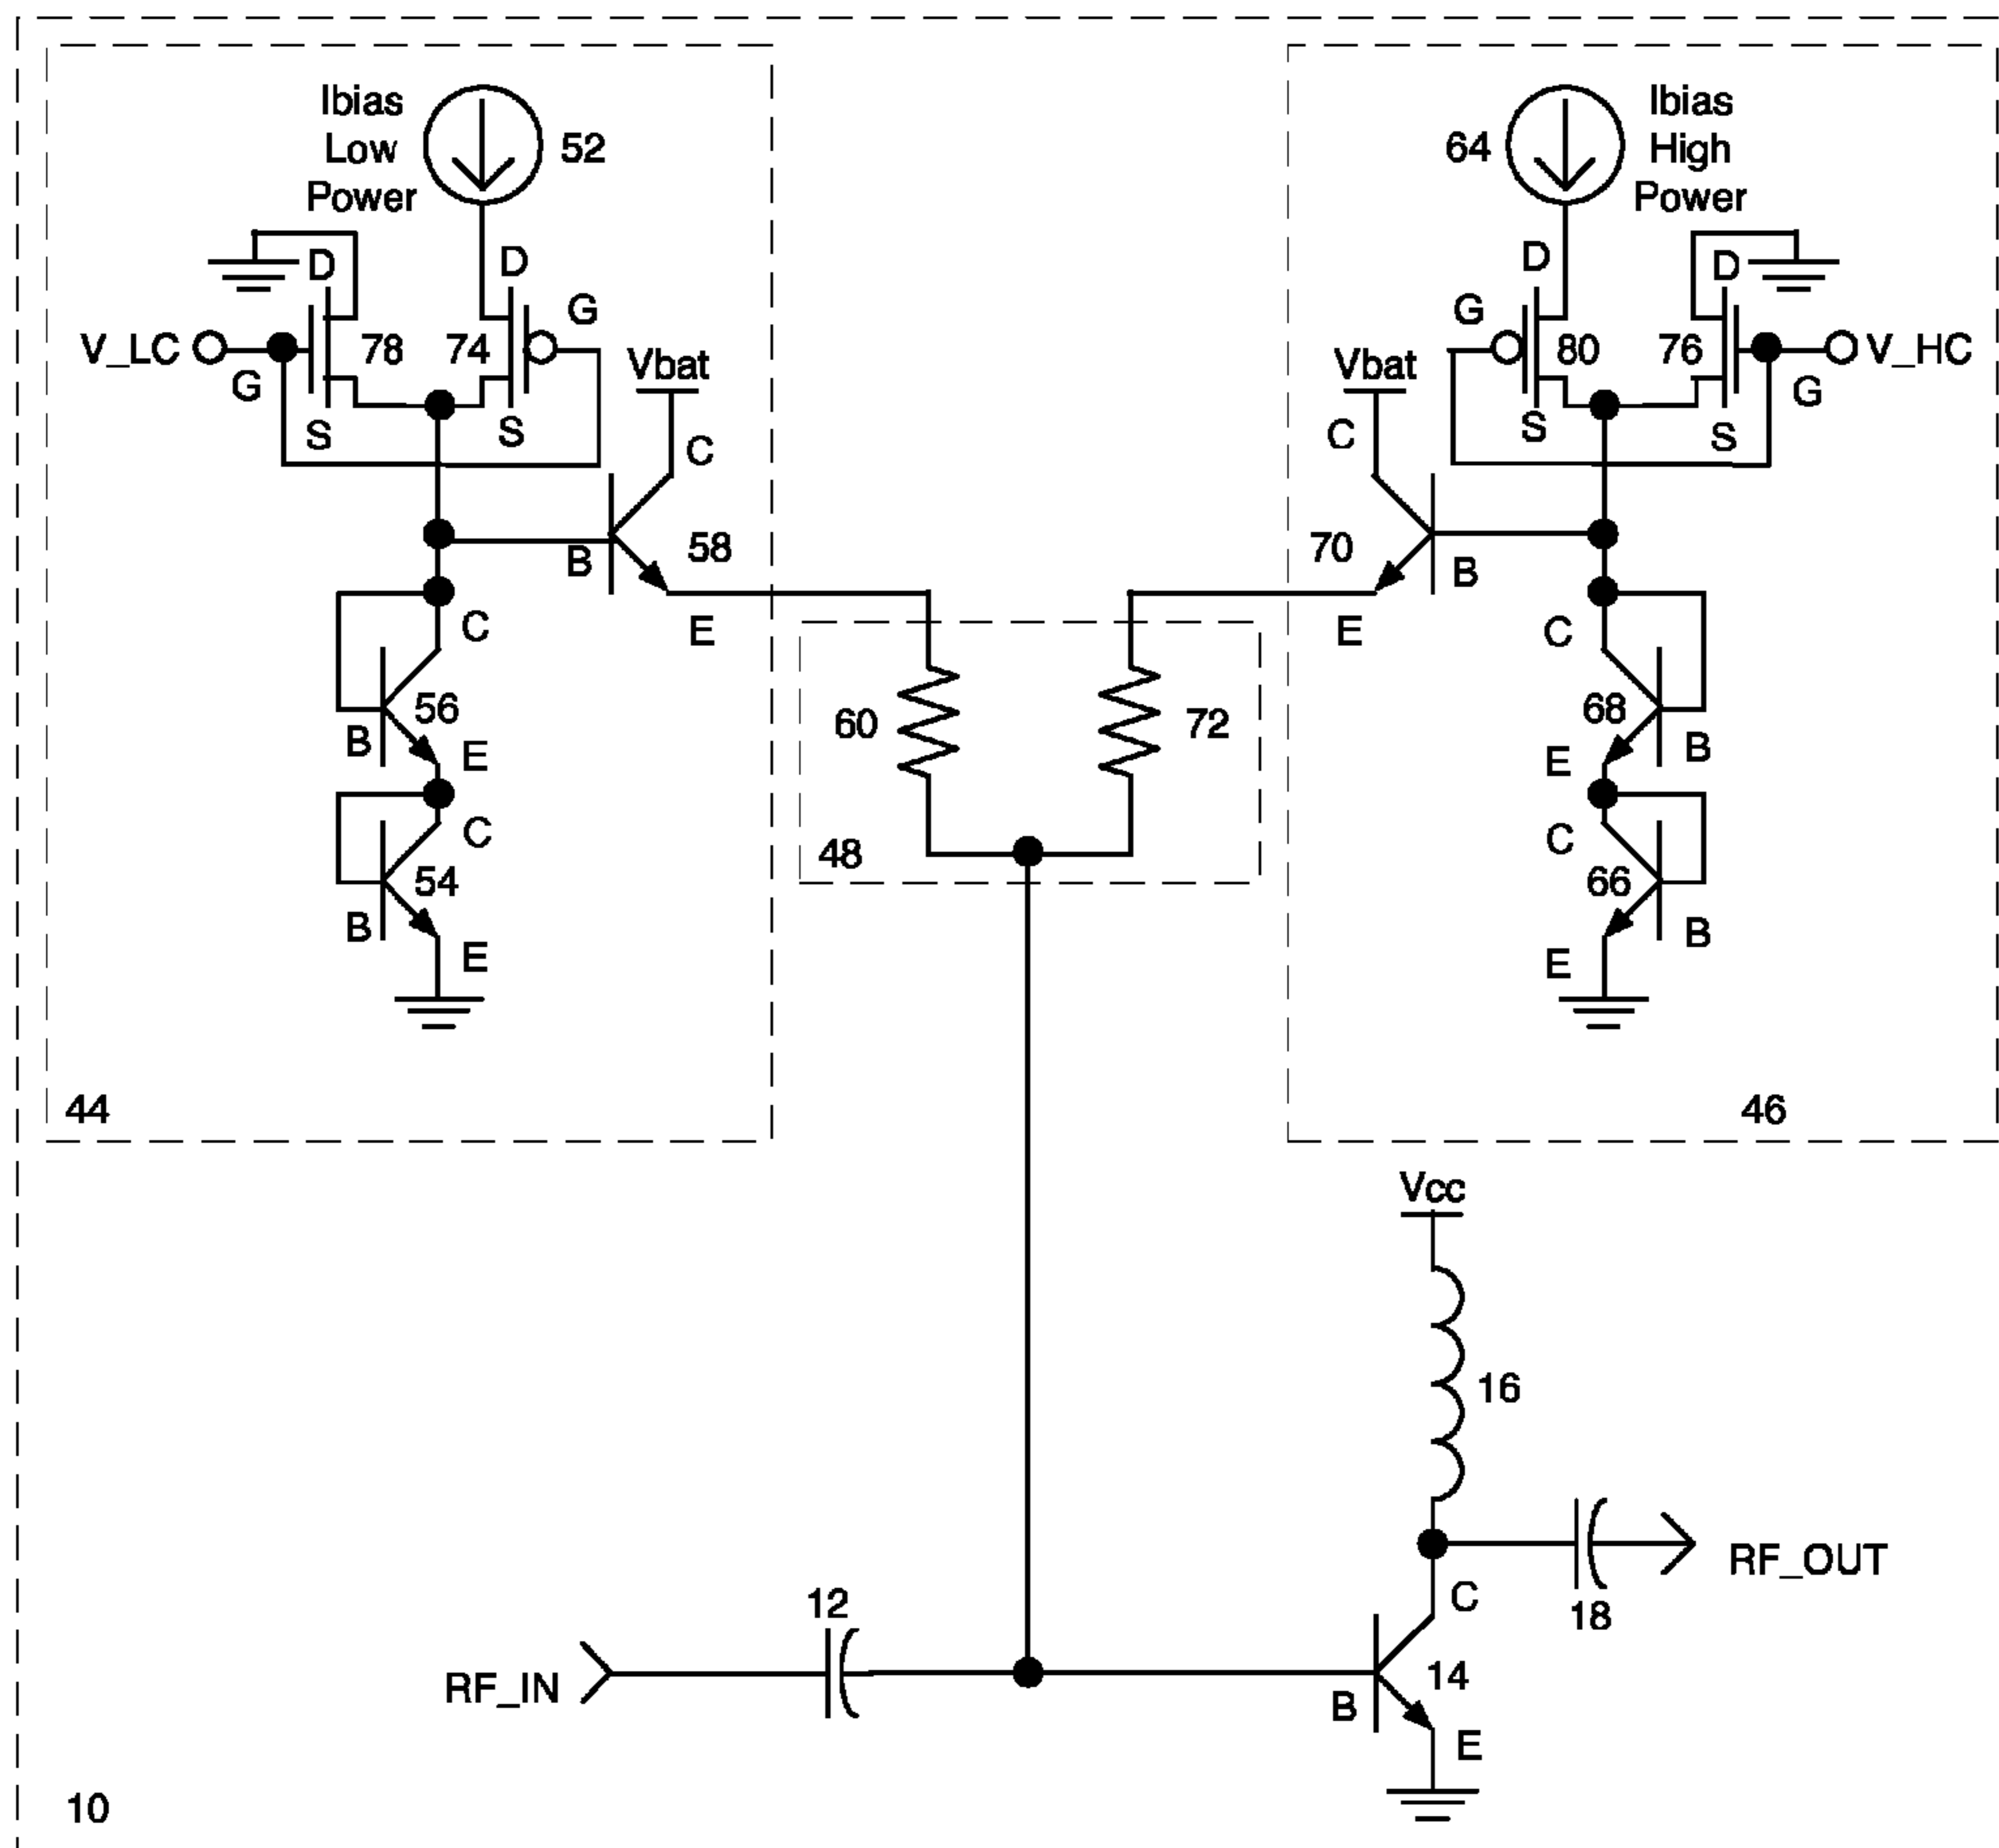 Ibias
Low
Power
52
D
D
G
V_LC
78
74
G
S
S
Vbat
C
B
58
E
C
56
B
E
C
54
B
E
44
60
72
48
64
Ibias
High
Power
D
D
G
80
76
V_HC
G
S
S
Vbat
C
70
B
E
C
68
B
E
C
66
B
E
46
Vcc
16
RF_OUT
18
C
12
RF_IN
14
B
E
10